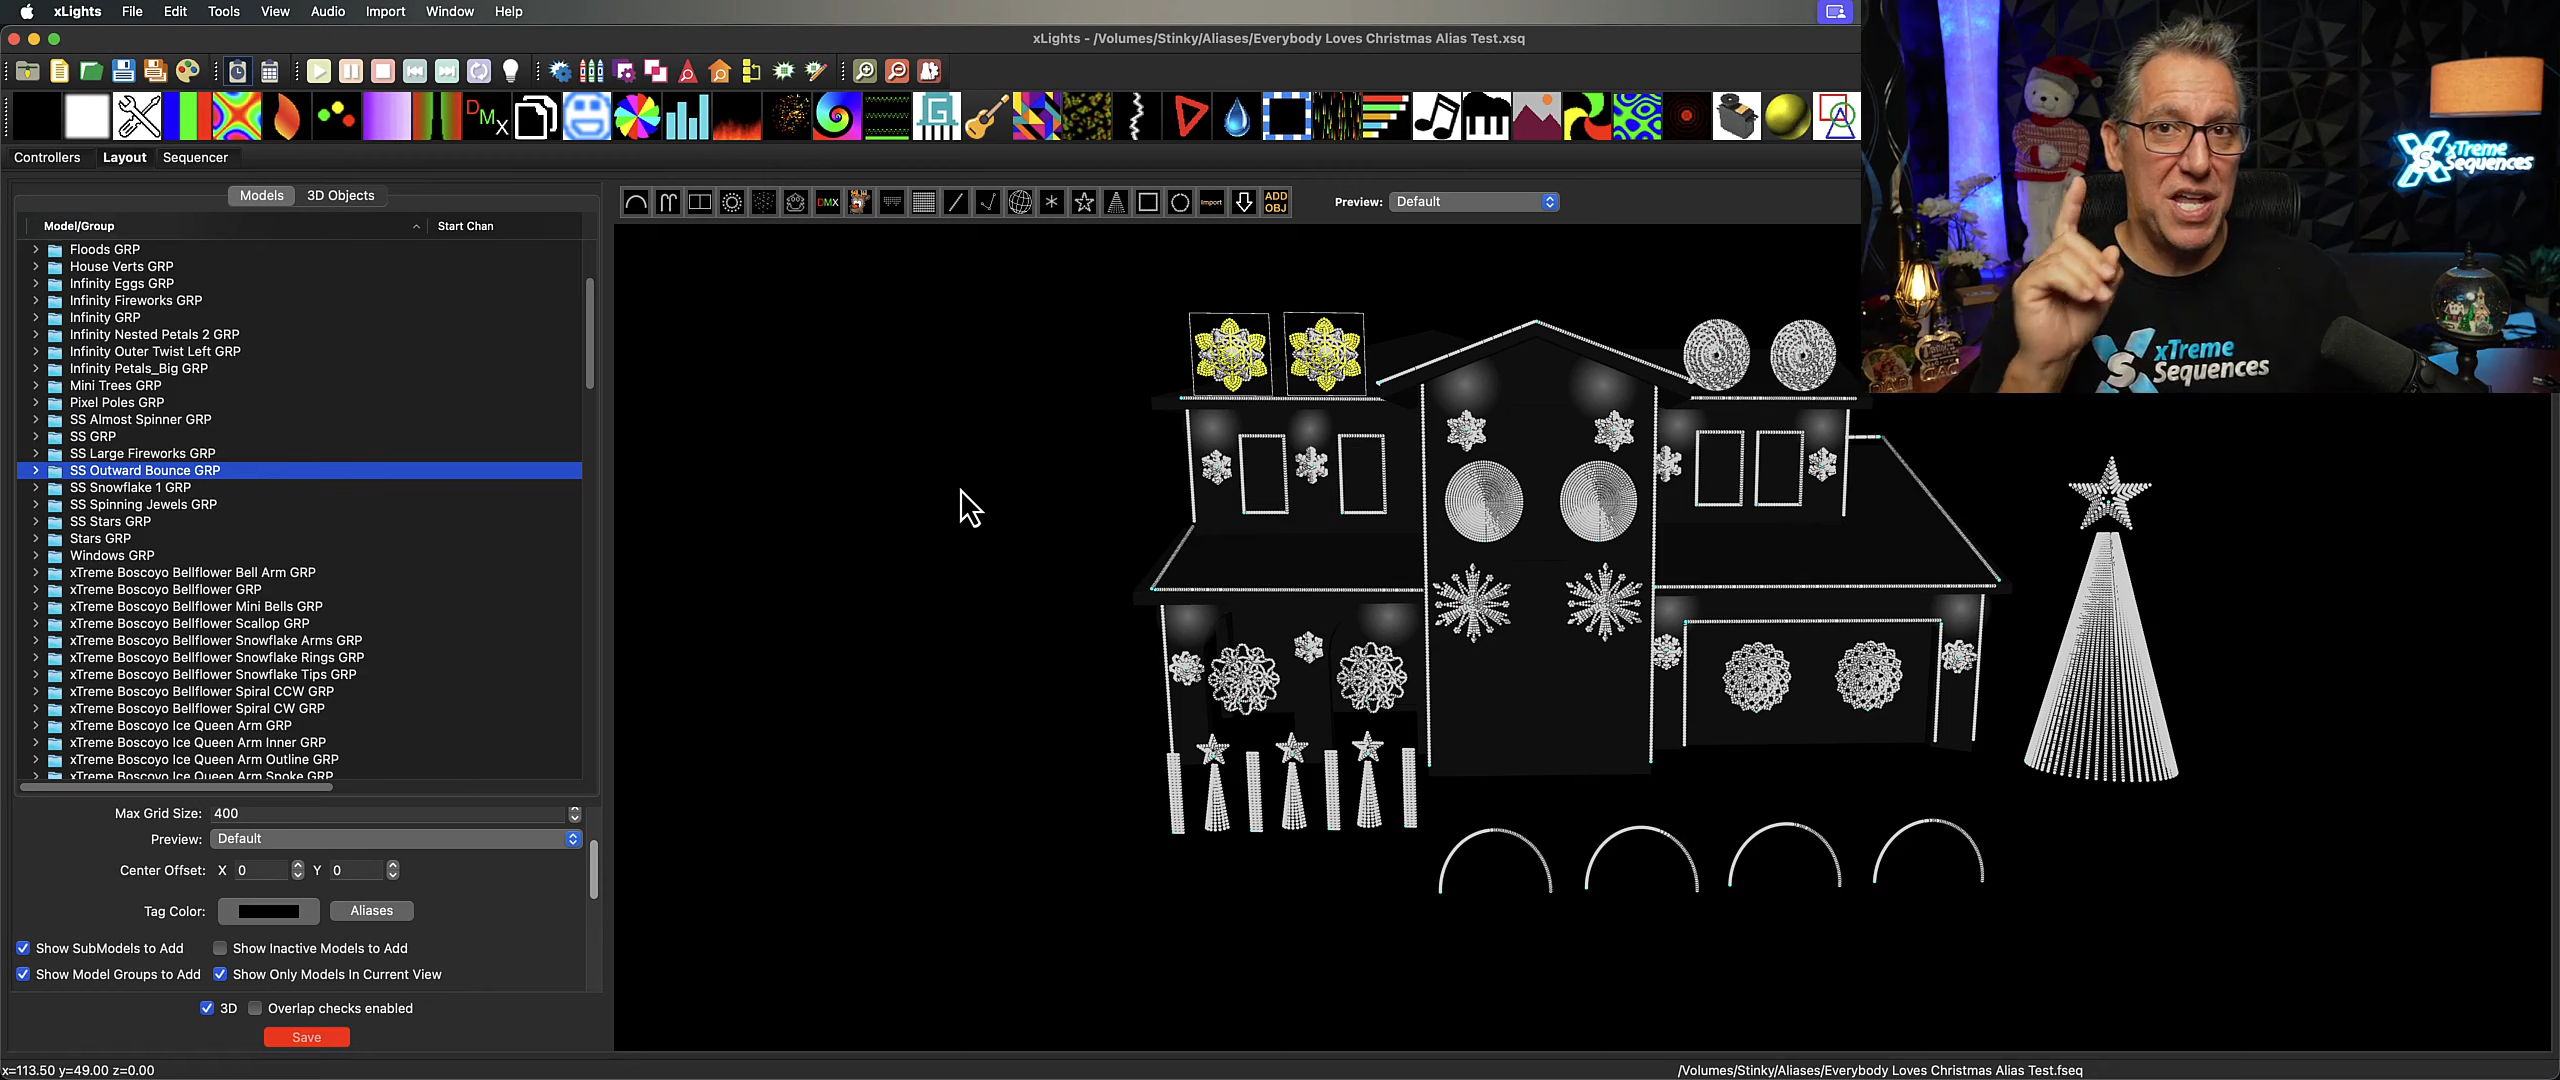 xLights File Edit Tools View Audio Import Window Help
xLights - /Volumes/Stinky/Aliases/Everybody Loves Christmas Alias Test.xsq
DMX
Controllers Layout Sequencer
Models 3D Objects
DMX Import ADD OBJ Preview: Default
Model/Group Start Chan
Floods GRP
House Verts GRP
Infinity Eggs GRP
Infinity Fireworks GRP
Infinity GRP
Infinity Nested Petals 2 GRP
Infinity Outer Twist Left GRP
Infinity Petals_Big GRP
Mini Trees GRP
Pixel Poles GRP
SS Almost Spinner GRP
SS GRP
SS Large Fireworks GRP
SS Outward Bounce GRP
SS Snowflake 1 GRP
SS Spinning Jewels GRP
SS Stars GRP
Stars GRP
Windows GRP
xTreme Boscoyo Bellflower Bell Arm GRP
xTreme Boscoyo Bellflower GRP
xTreme Boscoyo Bellflower Mini Bells GRP
xTreme Boscoyo Bellflower Scallop GRP
xTreme Boscoyo Bellflower Snowflake Arms GRP
xTreme Boscoyo Bellflower Snowflake Rings GRP
xTreme Boscoyo Bellflower Snowflake Tips GRP
xTreme Boscoyo Bellflower Spiral CCW GRP
xTreme Boscoyo Bellflower Spiral CW GRP
xTreme Boscoyo Ice Queen Arm GRP
xTreme Boscoyo Ice Queen Arm Inner GRP
xTreme Boscoyo Ice Queen Arm Outline GRP
xTreme Boscoyo Ice Queen Arm Spoke GRP
Max Grid Size: 400
Preview: Default
Center Offset: X 0 Y 0
Tag Color: Aliases
Show SubModels to Add Show Inactive Models to Add
Show Model Groups to Add Show Only Models In Current View
3D Overlap checks enabled
Save
x=113.50 y=49.00 z=0.00
/Volumes/Stinky/Aliases/Everybody Loves Christmas Alias Test.fseq
xTreme
Sequences
xTreme
Sequences